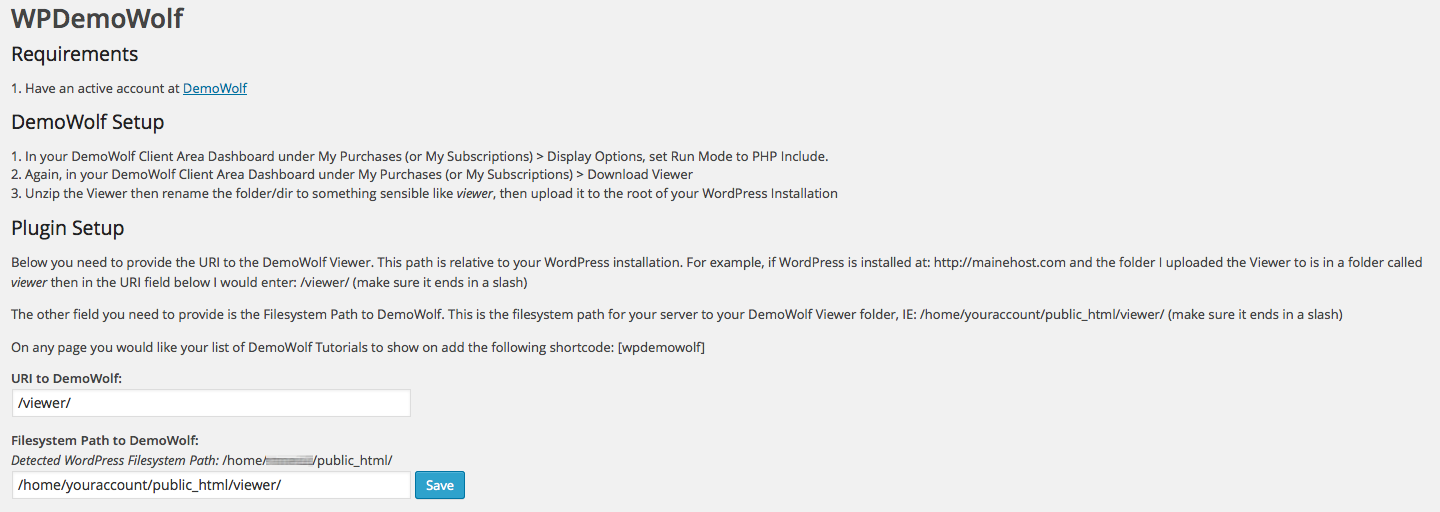 WPDemoWolf
Requirements
1. Have an active account at DemoWolf
DemoWolf Setup
1. In your DemoWolf Client Area Dashboard under My Purchases (or My Subscriptions) > Display Options, set Run Mode to PHP Include.
2. Again, in your DemoWolf Client Area Dashboard under My Purchases (or My Subscriptions) > Download Viewer
3. Unzip the Viewer then rename the folder/dir to something sensible like viewer, then upload it to the root of your WordPress Installation
Plugin Setup
Below you need to provide the URI to the DemoWolf Viewer. This path is relative to your WordPress installation. For example, if WordPress is installed at: http://mainehost.com and the folder I uploaded the Viewer to is in a folder called
viewer then in the URI field below I would enter: /viewer/ (make sure it ends in a slash)
The other field you need to provide is the Filesystem Path to DemoWolf. This is the filesystem path for your server to your DemoWolf Viewer folder, IE: /home/youraccount/public_html/viewer/ (make sure it ends in a slash)
On any page you would like your list of DemoWolf Tutorials to show on add the following shortcode: [wpdemowolf]
URI to DemoWolf:
/viewer/
Filesystem Path to DemoWolf:
Detected WordPress Filesystem Path: /home/ /public_html/
/home/youraccount/public_html/viewer/ Save